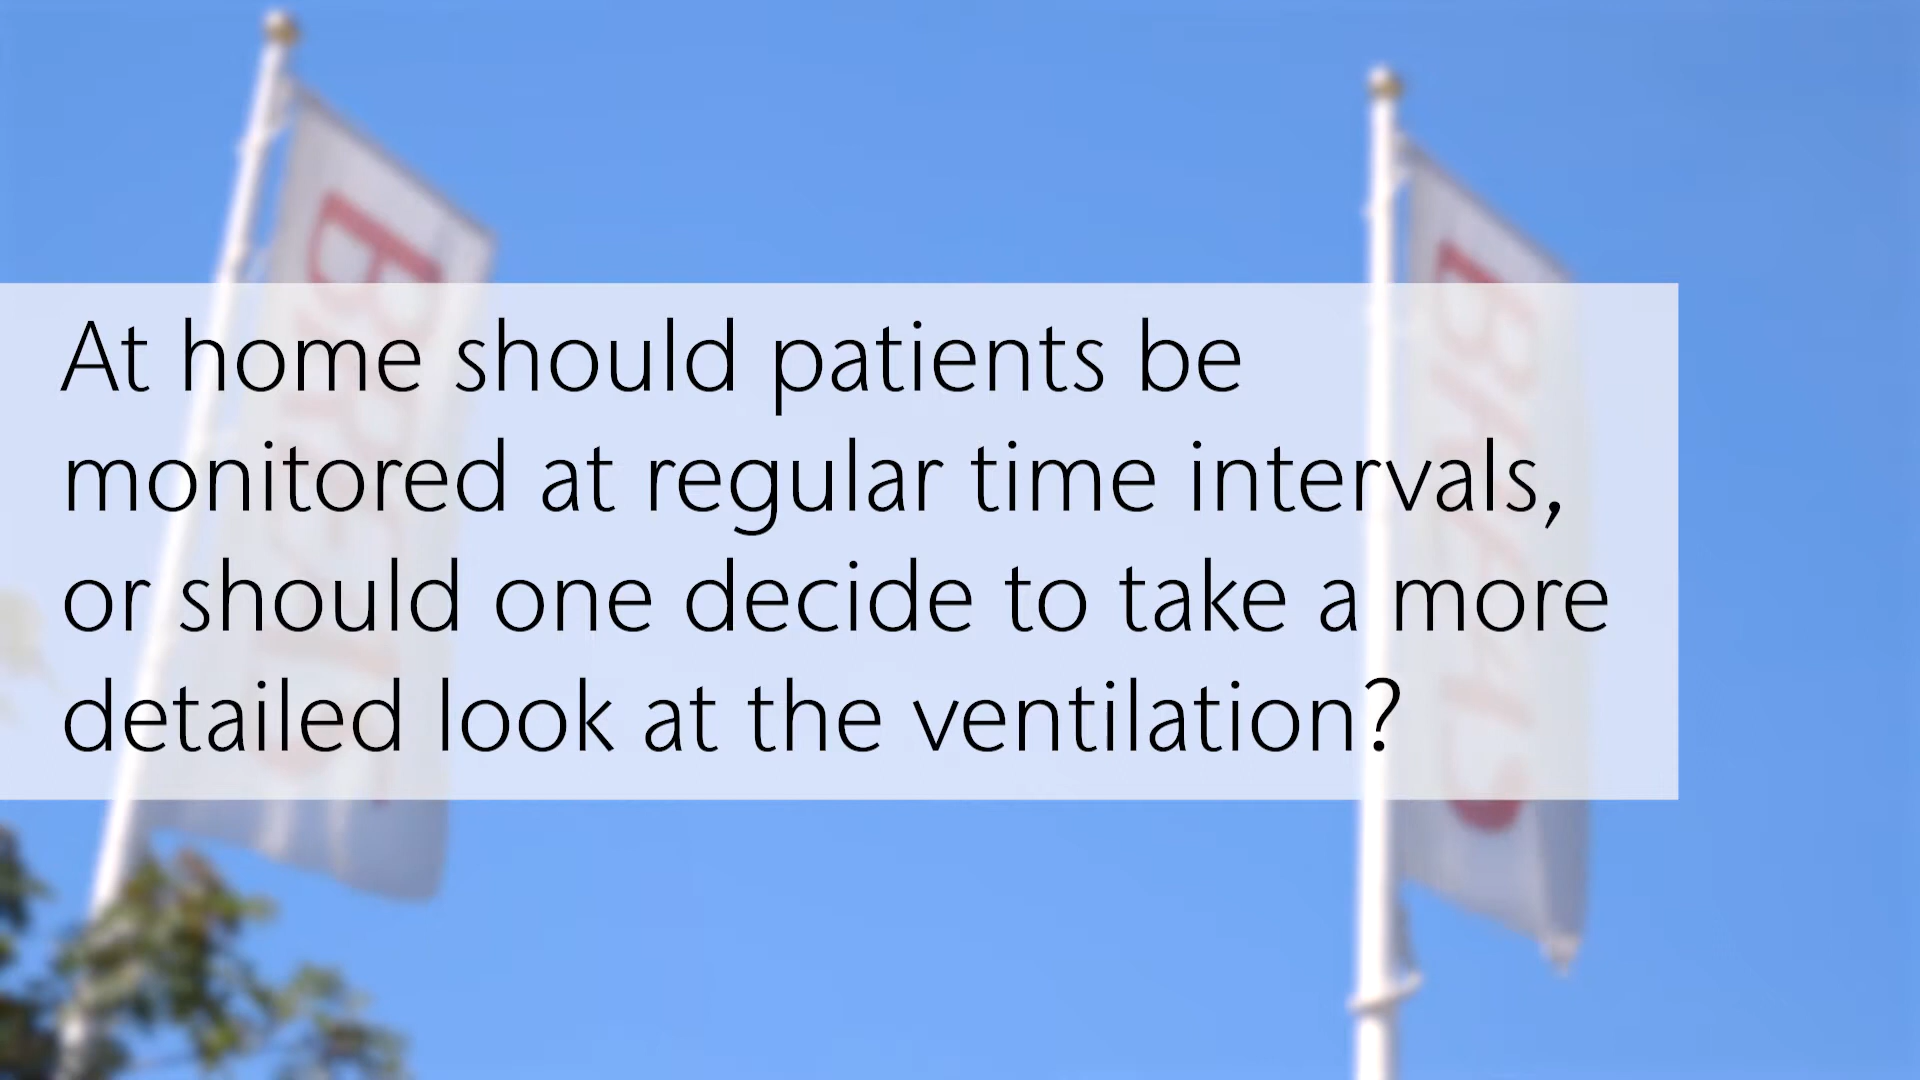 At home should patients be
monitored at regular time intervals,
or should one decide to take a more
detailed look at the ventilation?